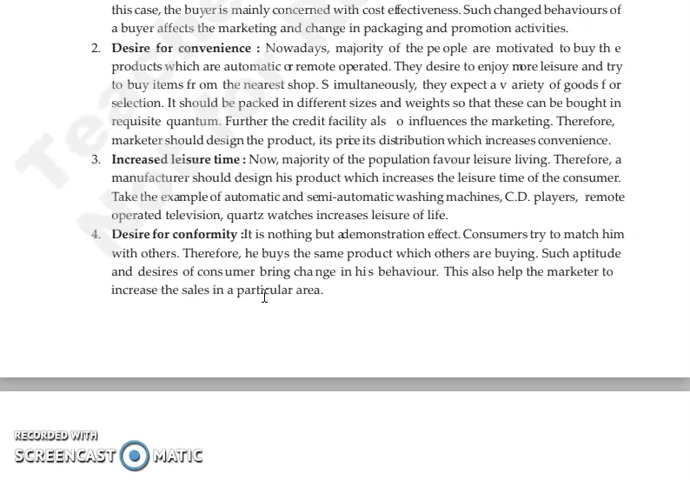 this case, the buyer is mainly concerned with cost effectiveness. Such changed behaviours of
a buyer affects the marketing and change in packaging and promotion activities.
2. Desire for convenience : Nowadays, majority of the pe ople are motivated to buy th e
products which are automatic or remote operated. They desire to enjoy more leisure and try
to buy items fr om the nearest shop. S imultaneously, they expect a v ariety of goods f or
selection. It should be packed in different sizes and weights so that these can be bought in
requisite quantum. Further the credit facility als o influences the marketing. Therefore,
marketer should design the product, its price its distribution which increases convenience.
3. Increased leisure time : Now, majority of the population favour leisure living. Therefore, a
manufacturer should design his product which increases the leisure time of the consumer.
Take the example of automatic and semi-automatic washing machines, C.D. players, remote
operated television, quartz watches increases leisure of life.
4. Desire for conformity :It is nothing but ademonstration effect. Consumers try to match him
with others. Therefore, he buys the same product which others are buying. Such aptitude
and desires of cons umer bring cha nge in hi s behaviour. This also help the marketer to
increase the sales in a particular area.
RECORDED WITH
SCREENCAST MATIC